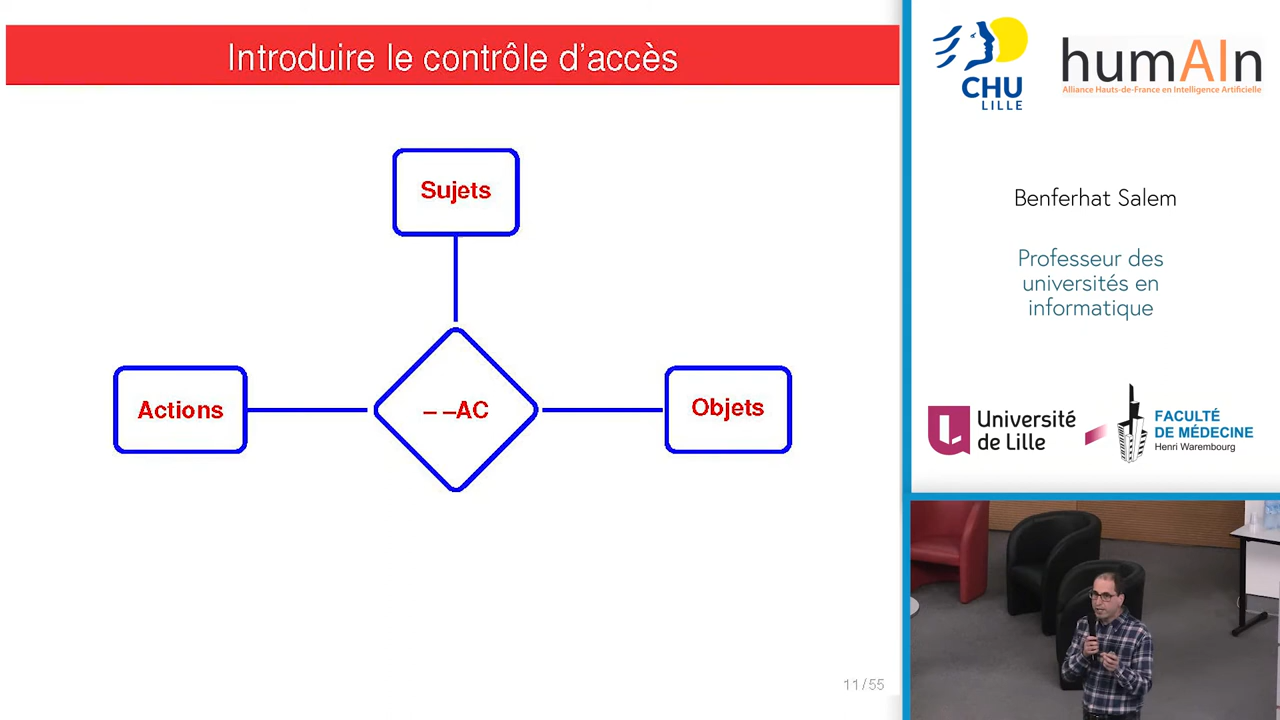 Introduire le contrôle d'accès
Sujets
Actions
– –AC
Objets
11/55
CHU
LILLE
humAIn
Alliance Hauts-de-France en Intelligence Artificielle
Benferhat Salem
Professeur des
universités en
informatique
Université
de Lille
FACULTÉ
DE MÉDECINE
Henri Warembourg